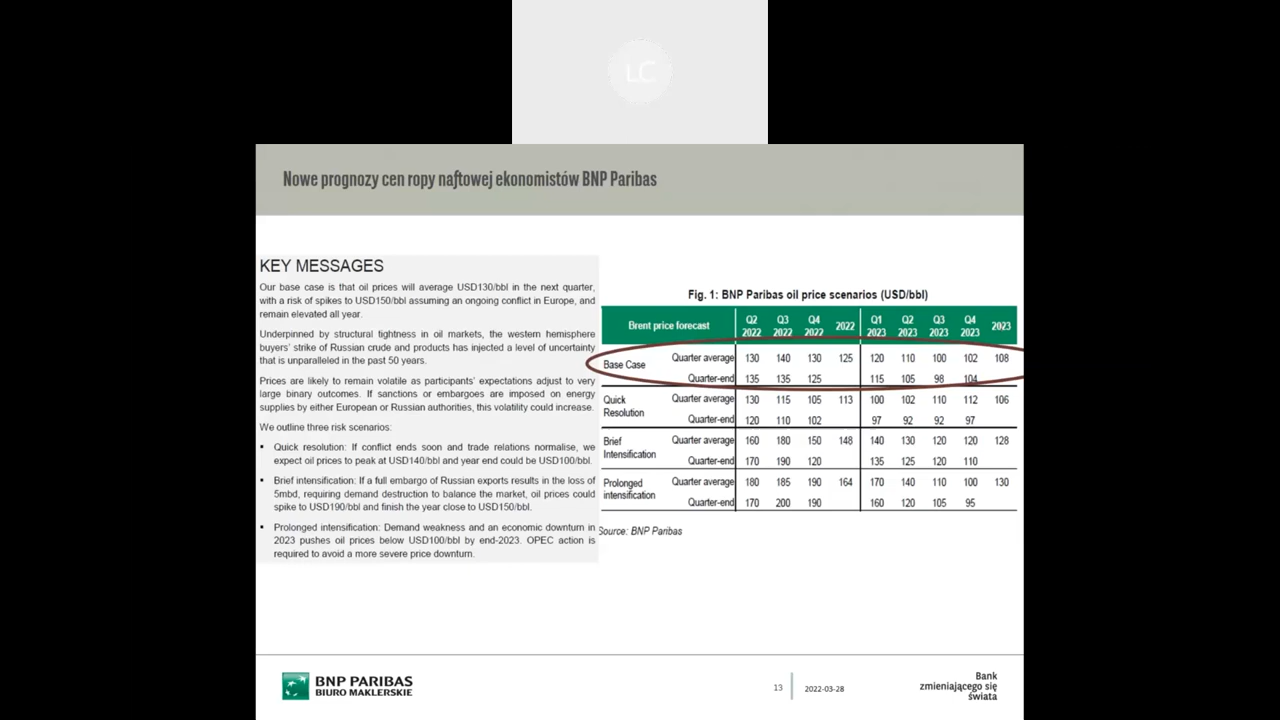 LC
Nowe prognozy cen ropy naftowej ekonomistów BNP Paribas
KEY MESSAGES
Our base case is that oil prices will average USD130/bbl in the next quarter,
with a risk of spikes to USD150/bbl assuming an ongoing conflict in Europe, and
remain elevated all year.
Underpinned by structural tightness in oil markets, the western hemisphere
buyers' strike of Russian crude and products has injected a level of uncertainty
that is unparalleled in the past 50 years.
Prices are likely to remain volatile as participants' expectations adjust to very
large binary outcomes. If sanctions or embargoes are imposed on energy
supplies by either European or Russian authorities, this volatility could increase.
We outline three risk scenarios:
▪ Quick resolution: If conflict ends soon and trade relations normalise, we
expect oil prices to peak at USD140/bbl and year end could be USD100/bbl.
▪ Brief intensification: If a full embargo of Russian exports results in the loss of
5mbd, requiring demand destruction to balance the market, oil prices could
spike to USD190/bbl and finish the year close to USD150/bbl.
▪ Prolonged intensification: Demand weakness and an economic downturn in
2023 pushes oil prices below USD100/bbl by end-2023. OPEC action is
required to avoid a more severe price downturn.
Fig. 1: BNP Paribas oil price scenarios (USD/bbl)
Brent price forecast Q2 2022 Q3 2022 Q4 2022 2022 Q1 2023 Q2 2023 Q3 2023 Q4 2023 2023
Base Case Quarter average 130 140 130 125 120 110 100 102 108
Quarter-end 135 135 125 115 105 98 104
Quick Resolution Quarter average 130 115 105 113 100 102 110 112 106
Quarter-end 120 110 102 97 92 92 97
Brief Intensification Quarter average 160 180 150 148 140 130 120 120 128
Quarter-end 170 190 120 135 125 120 110
Prolonged intensification Quarter average 180 185 190 164 170 140 110 100 130
Quarter-end 170 200 190 160 120 105 95
Source: BNP Paribas
BNP PARIBAS
BIURO MAKLERSKIE
13
2022-03-28
Bank
zmieniającego się
świata